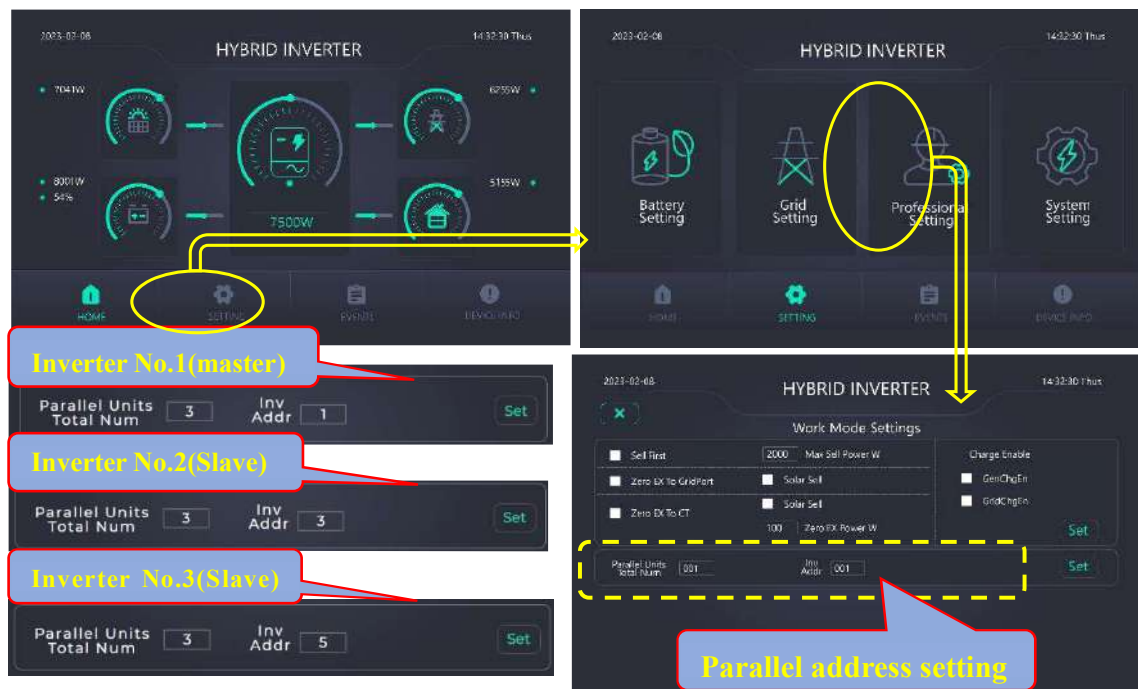 2023-02-08
HYBRID INVERTER
14:32:30 Thus
7041W
6255W
8001W
54%
5155W
7500W
HOME
SETTING
EVENTS
DEVICE INFO
2023-02-08
HYBRID INVERTER
14:32:30 Thus
Battery
Setting
Grid
Setting
Professional
Setting
System
Setting
HOME
SETTING
EVENTS
DEVICE INFO
Inverter No.1(master)
Parallel Units
Total Num
3
Inv
Addr
1
Set
Inverter No.2(Slave)
Parallel Units
Total Num
3
Inv
Addr
3
Set
Inverter No.3(Slave)
Parallel Units
Total Num
3
Inv
Addr
5
Set
2023-02-08
HYBRID INVERTER
14:32:30 Thus
Work Mode Settings
Sell First
2000 Max Sell Power W
Charge Enable
Zero EX To GridPort
Solar Sell
GenChgEn
Zero EX To CT
Solar Sell
GridChgEn
100 Zero EX Power W
Set
Parallel Units
Total Num
001
Inv
Addr
001
Set
Parallel address setting